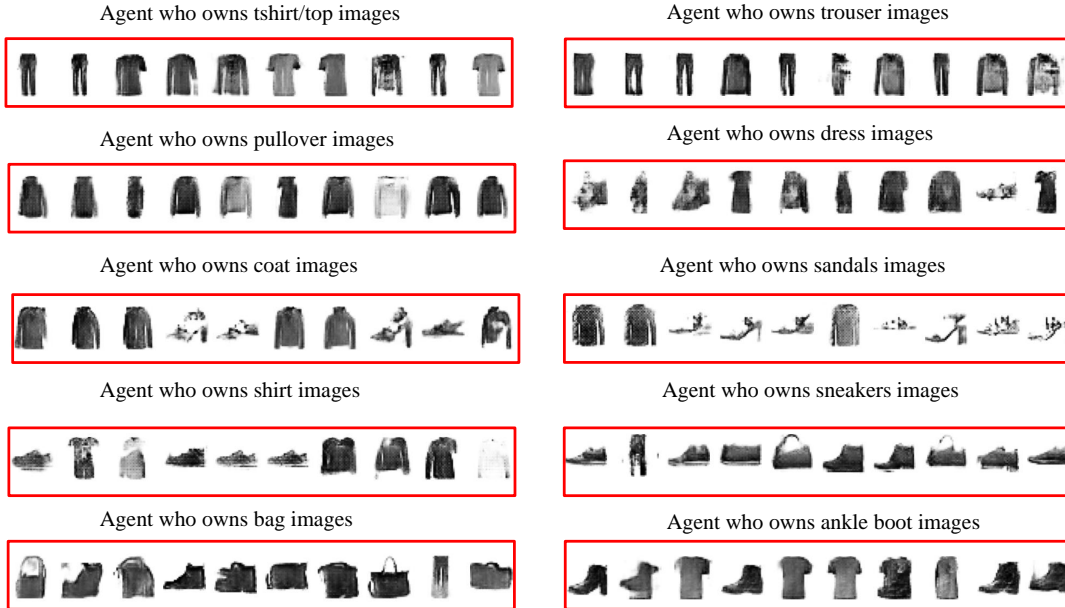 Agent who owns tshirt/top images
Agent who owns trouser images
Agent who owns pullover images
Agent who owns dress images
Agent who owns coat images
Agent who owns sandals images
Agent who owns shirt images
Agent who owns sneakers images
Agent who owns bag images
Agent who owns ankle boot images